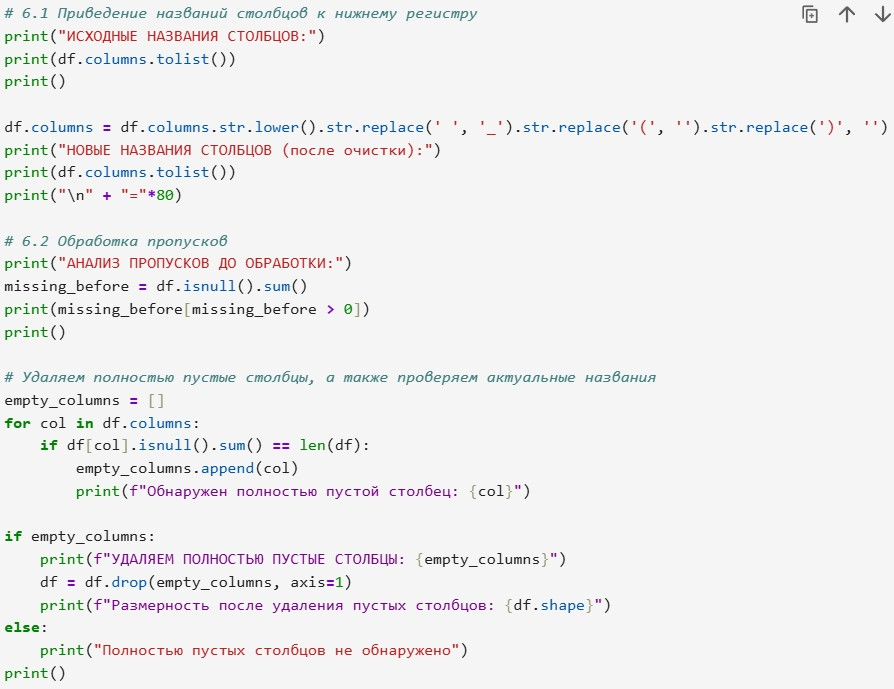 # 6.1 Приведение названий столбцов к нижнему регистру
print("ИСХОДНЫЕ НАЗВАНИЯ СТОЛБЦОВ:")
print(df.columns.tolist())
print()

df.columns = df.columns.str.lower().str.replace(' ', '_').str.replace('(', '').str.replace(')', '')
print("НОВЫЕ НАЗВАНИЯ СТОЛБЦОВ (после очистки):")
print(df.columns.tolist())
print("\n" + "="*80)

# 6.2 Обработка пропусков
print("АНАЛИЗ ПРОПУСКОВ ДО ОБРАБОТКИ:")
missing_before = df.isnull().sum()
print(missing_before[missing_before > 0])
print()

# Удаляем полностью пустые столбцы, а также проверяем актуальные названия
empty_columns = []
for col in df.columns:
    if df[col].isnull().sum() == len(df):
        empty_columns.append(col)
        print(f"Обнаружен полностью пустой столбец: {col}")

if empty_columns:
    print(f"УДАЛЯЕМ ПОЛНОСТЬЮ ПУСТЫЕ СТОЛБЦЫ: {empty_columns}")
    df = df.drop(empty_columns, axis=1)
    print(f"Размерность после удаления пустых столбцов: {df.shape}")
else:
    print("Полностью пустых столбцов не обнаружено")
print()